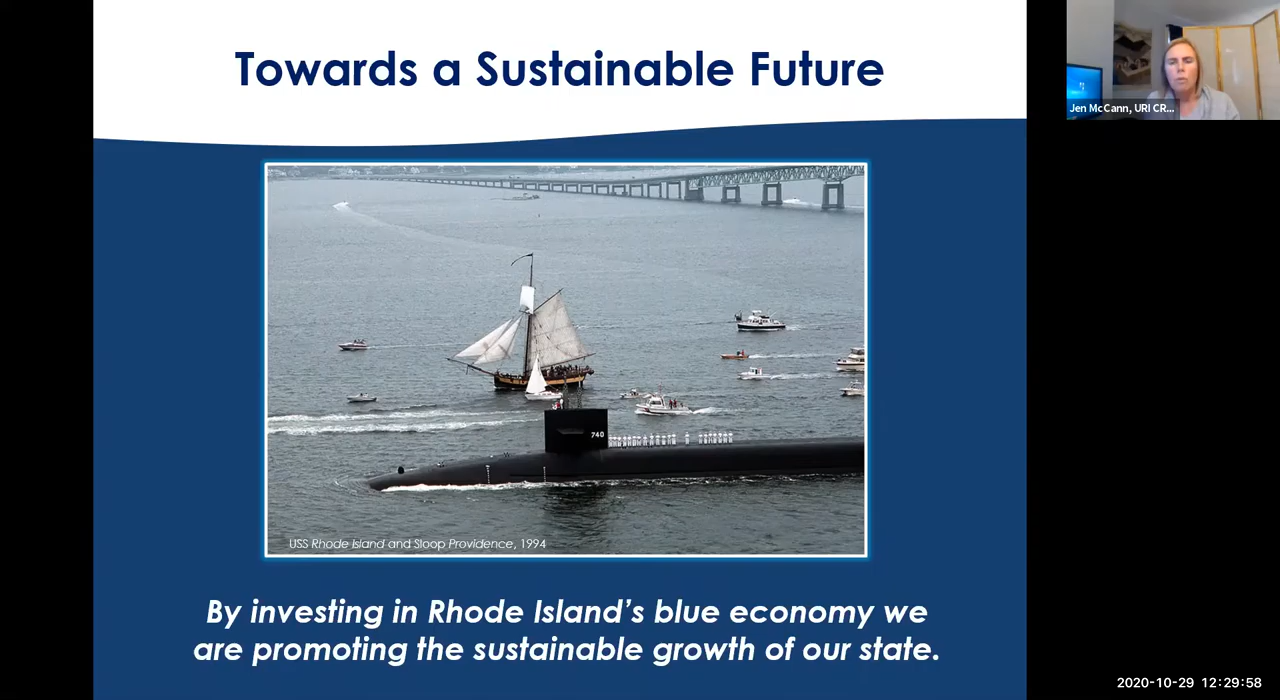 Towards a Sustainable Future
Jen McCann, URI CR...
740
USS Rhode Island and Sloop Providence, 1994
By investing in Rhode Island's blue economy we
are promoting the sustainable growth of our state.
2020-10-29 12:29:58